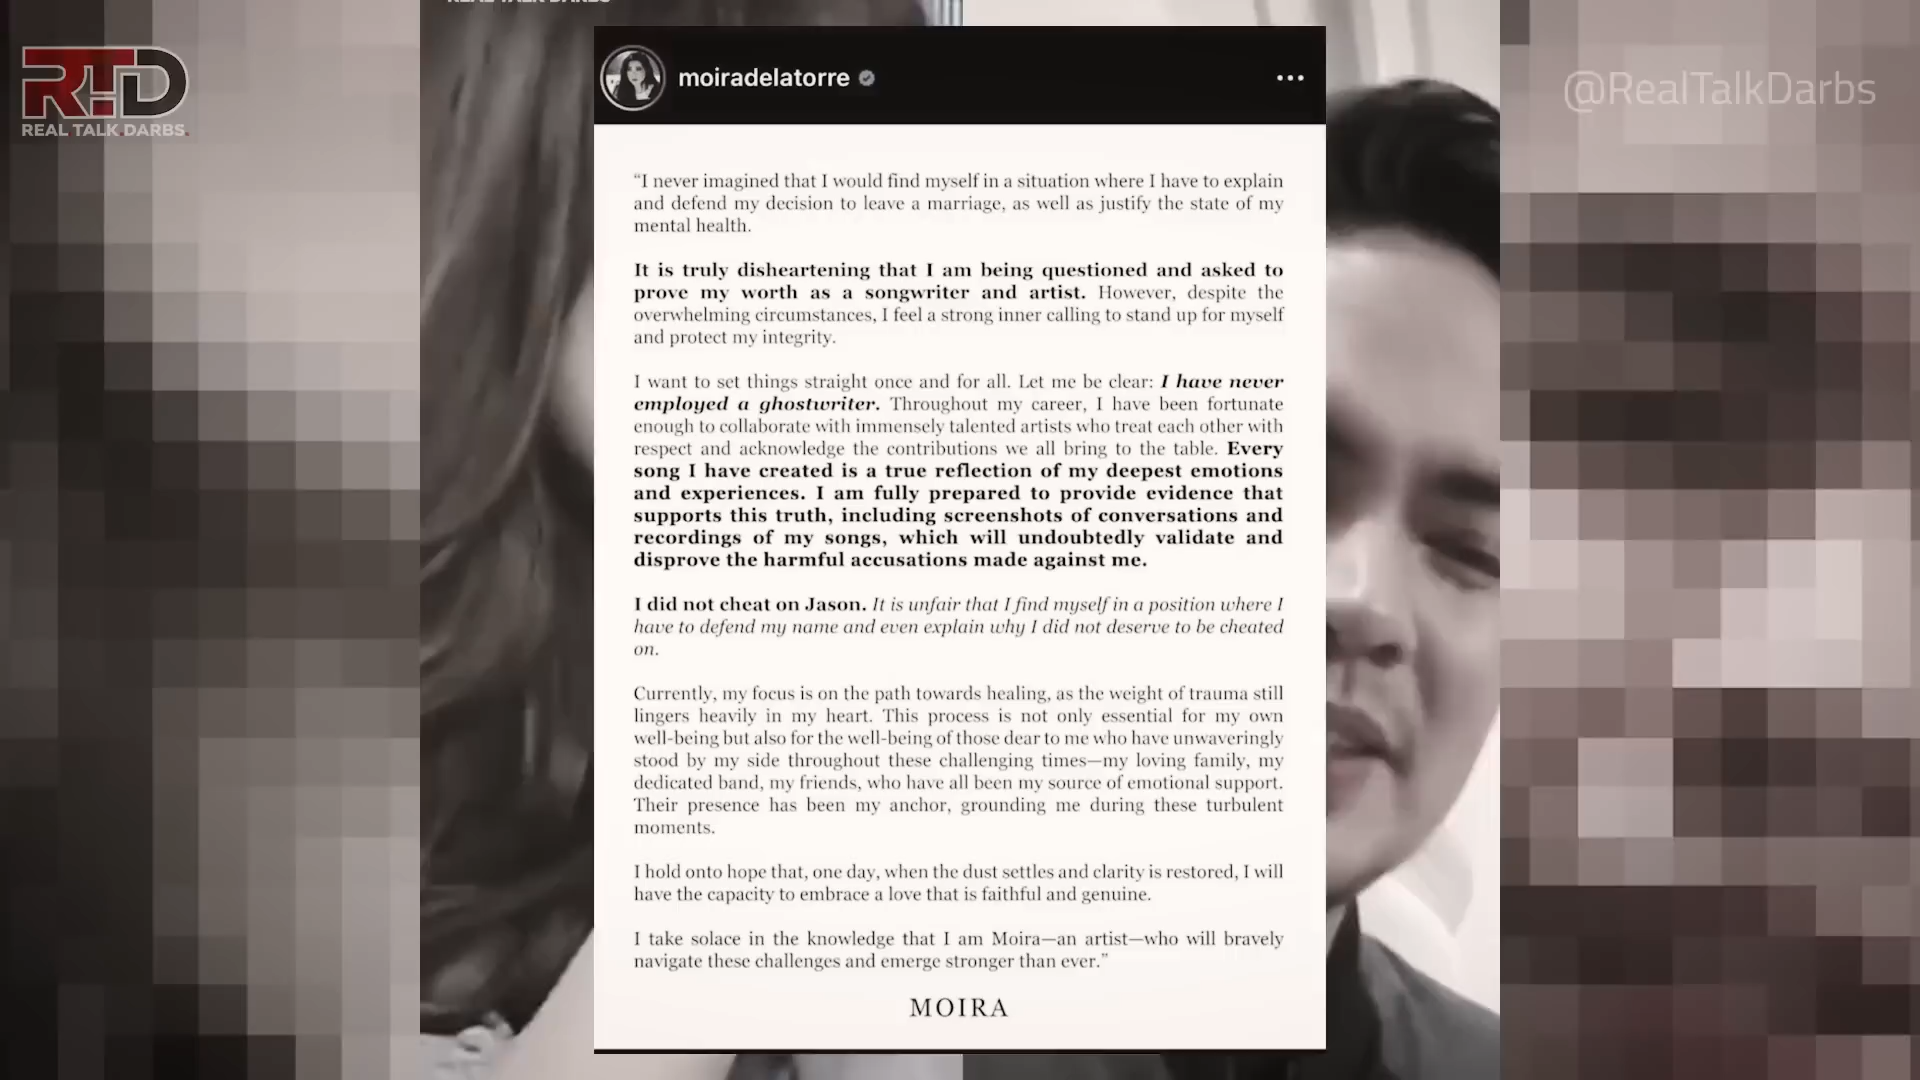 RTD
REAL TALK DARBS.
@RealTalkDarbs
moiradelatorre
“I never imagined that I would find myself in a situation where I have to explain
and defend my decision to leave a marriage, as well as justify the state of my
mental health.
It is truly disheartening that I am being questioned and asked to
prove my worth as a songwriter and artist. However, despite the
overwhelming circumstances, I feel a strong inner calling to stand up for myself
and protect my integrity.
I want to set things straight once and for all. Let me be clear: I have never
employed a ghostwriter. Throughout my career, I have been fortunate
enough to collaborate with immensely talented artists who treat each other with
respect and acknowledge the contributions we all bring to the table. Every
song I have created is a true reflection of my deepest emotions
and experiences. I am fully prepared to provide evidence that
supports this truth, including screenshots of conversations and
recordings of my songs, which will undoubtedly validate and
disprove the harmful accusations made against me.
I did not cheat on Jason. It is unfair that I find myself in a position where I
have to defend my name and even explain why I did not deserve to be cheated
on.
Currently, my focus is on the path towards healing, as the weight of trauma still
lingers heavily in my heart. This process is not only essential for my own
well-being but also for the well-being of those dear to me who have unwaveringly
stood by my side throughout these challenging times—my loving family, my
dedicated band, my friends, who have all been my source of emotional support.
Their presence has been my anchor, grounding me during these turbulent
moments.
I hold onto hope that, one day, when the dust settles and clarity is restored, I will
have the capacity to embrace a love that is faithful and genuine.
I take solace in the knowledge that I am Moira—an artist—who will bravely
navigate these challenges and emerge stronger than ever.”
MOIRA